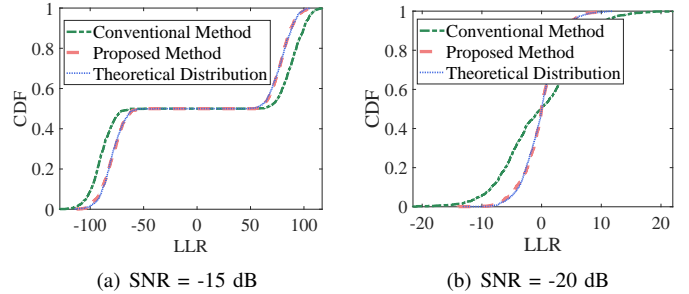 1
0.8
0.6
0.4
0.2
0
CDF
Conventional Method
Proposed Method
Theoretical Distribution
-100 -50 0 50 100
LLR
(a) SNR = -15 dB
1
0.8
0.6
0.4
0.2
0
CDF
Conventional Method
Proposed Method
Theoretical Distribution
-20 -10 0 10 20
LLR
(b) SNR = -20 dB